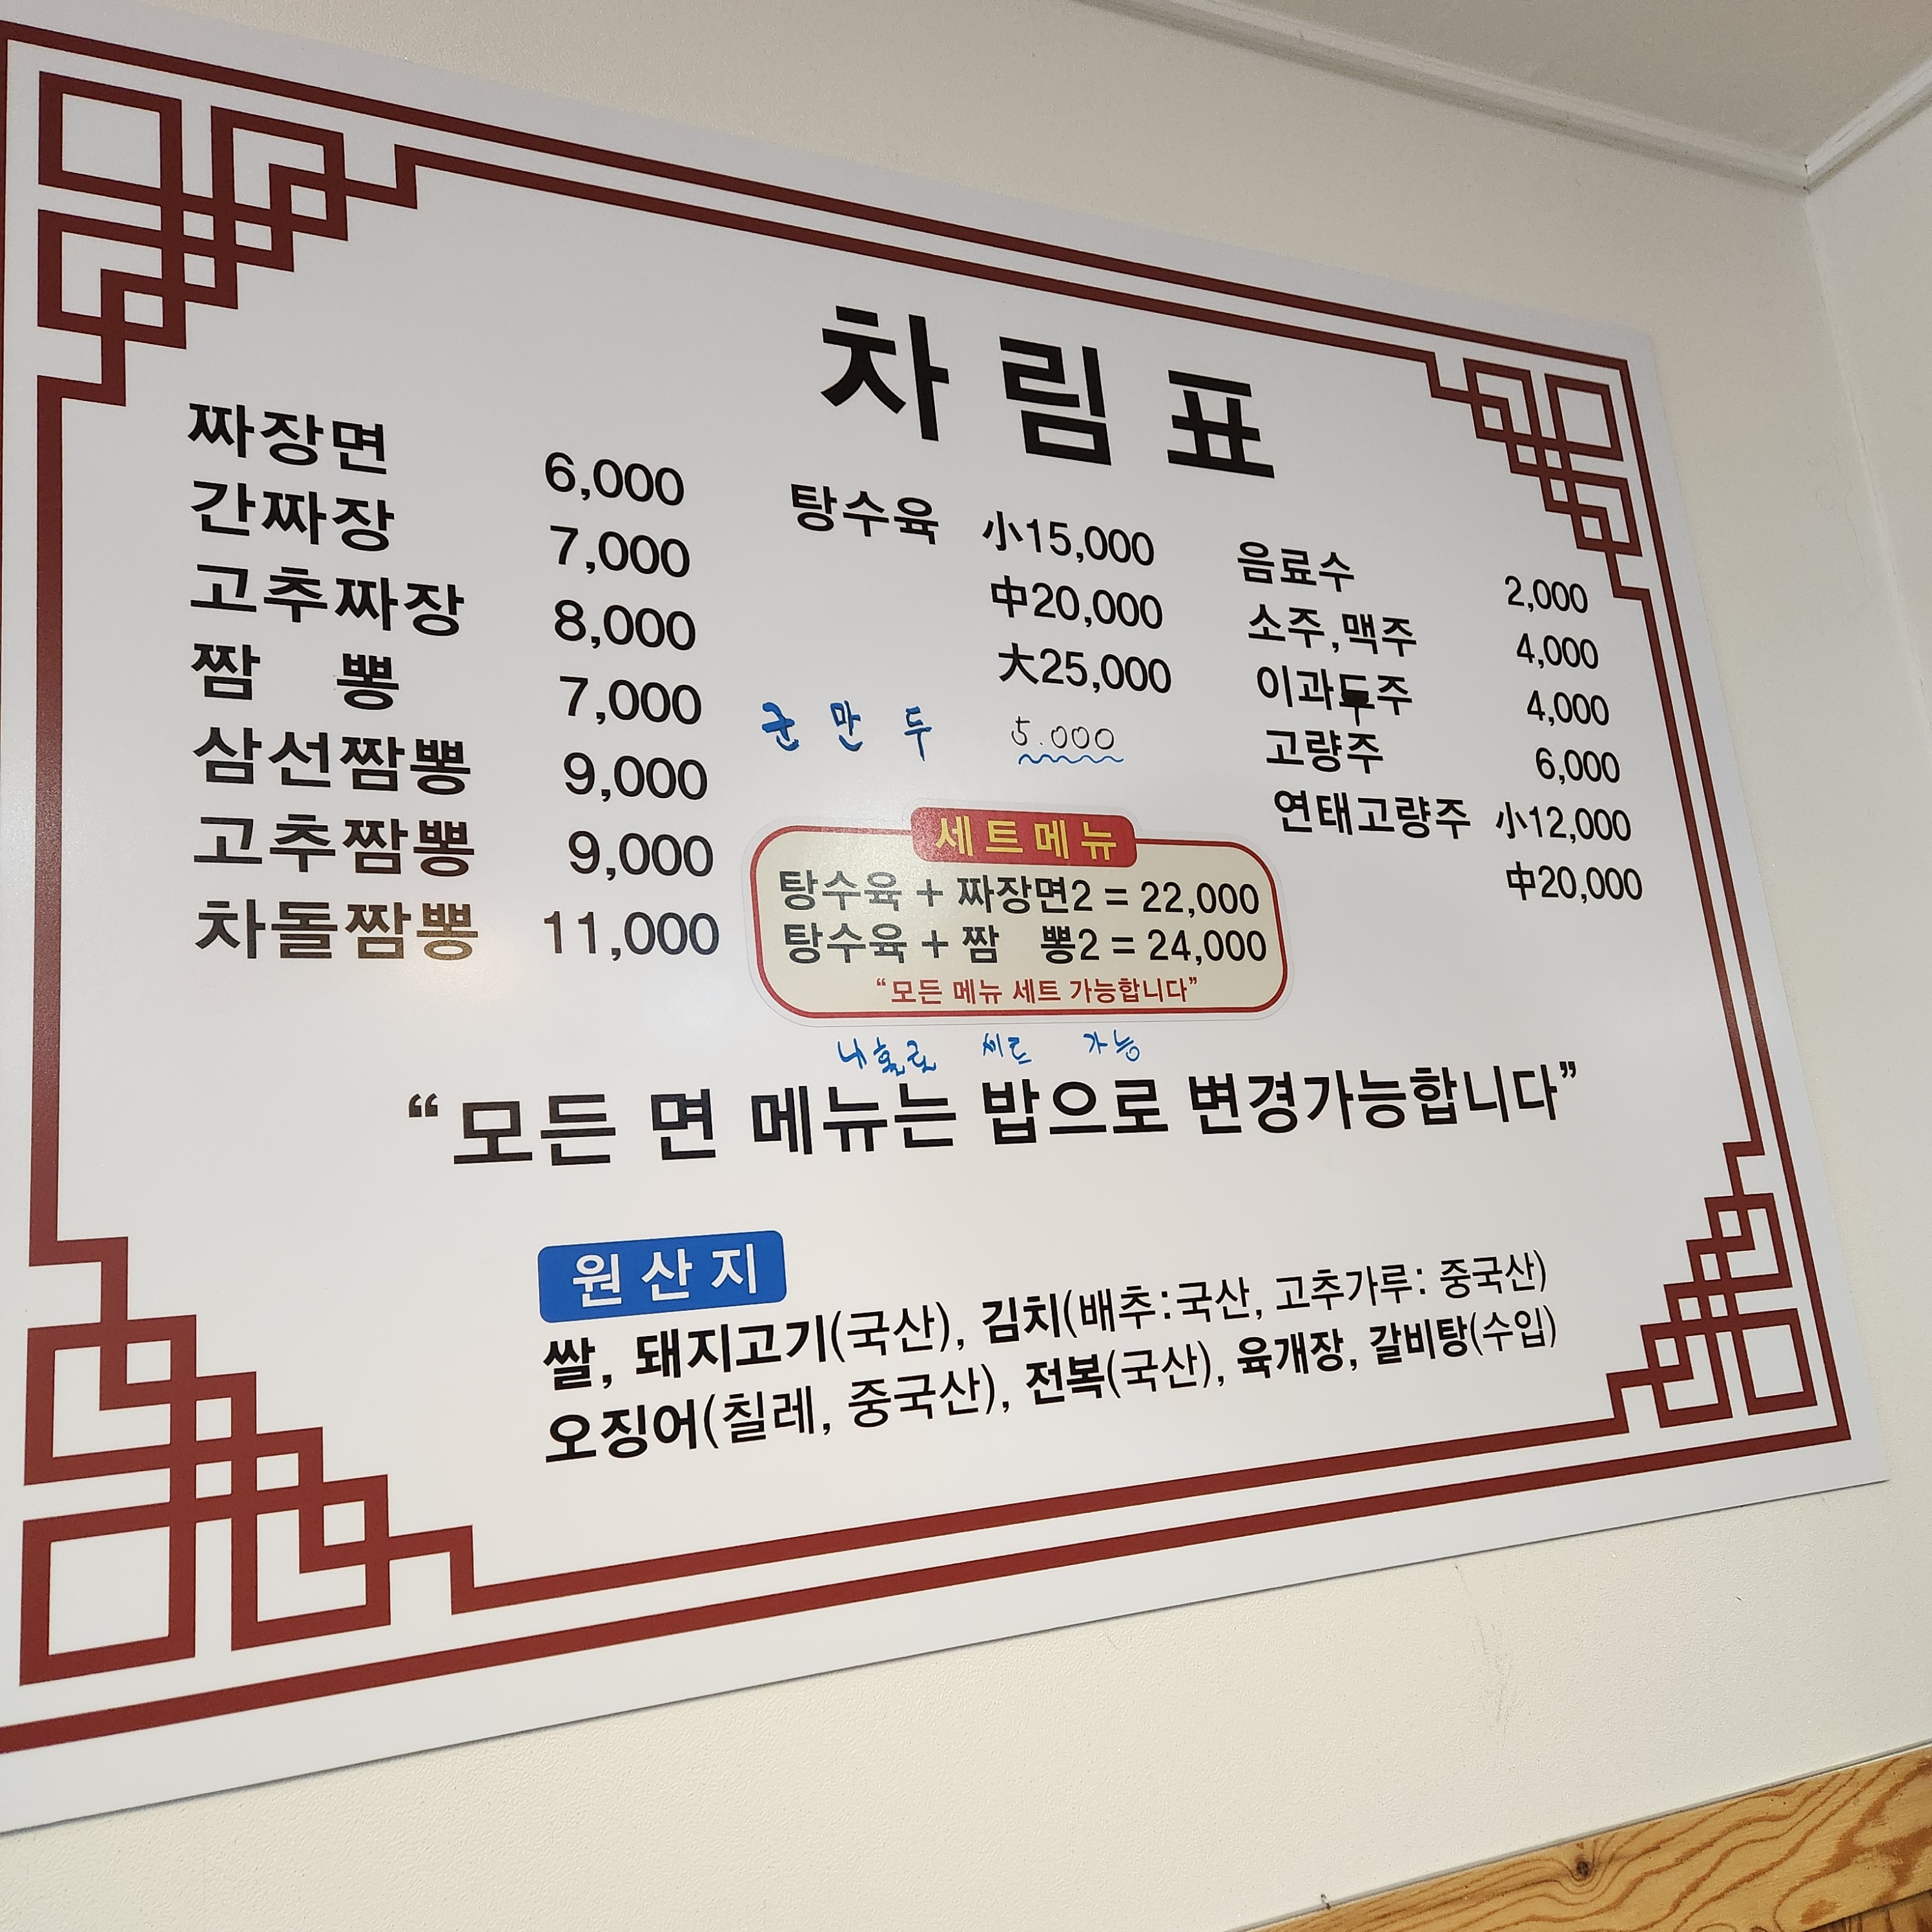 차림표
짜장면 6,000
간짜장 7,000
고추짜장 8,000
짬 뽕 7,000
삼선짬뽕 9,000
고추짬뽕 9,000
차돌짬뽕 11,000
탕수육 小15,000
中20,000
大25,000
군만두 5.000
세트메뉴
탕수육 + 짜장면2 = 22,000
탕수육 + 짬 뽕2 = 24,000
“모든 메뉴 세트 가능합니다”
나홀로 세트 가능
음료수 2,000
소주,맥주 4,000
이과두주 4,000
고량주 6,000
연태고량주 小12,000
中20,000
“모든 면 메뉴는 밥으로 변경가능합니다”
원산지
쌀, 돼지고기(국산), 김치(배추:국산, 고추가루: 중국산)
오징어(칠레, 중국산), 전복(국산), 육개장, 갈비탕(수입)